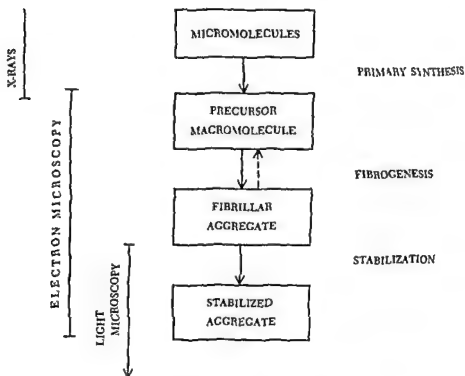 MICROMOLECULES
X-RAYS
PRIMARY SYNTHESIS
PRECURSOR
MACROMOLECULE
ELECTRON MICROSCOPY
FIBROGENESIS
FIBRILLAR
AGGREGATE
STABILIZATION
LIGHT
MICROSCOPY
STABILIZED
AGGREGATE